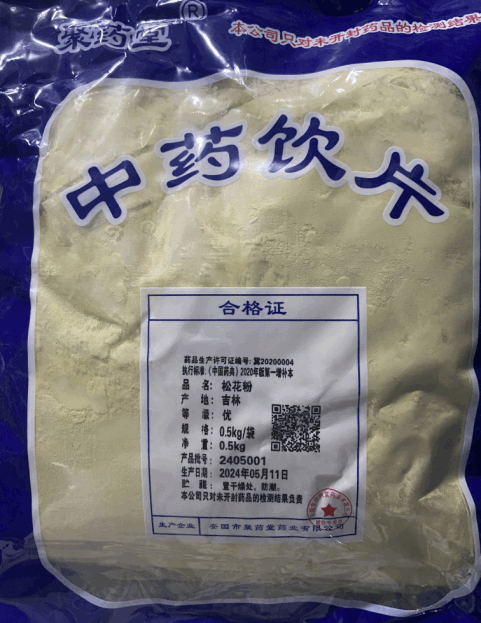 聚药堂®
本公司只对未开封药品的检测结果
中药饮片
合格证
药品生产许可证编号: 冀20200004
执行标准:《中国药典》2020年版第一增补本
品 名: 松花粉
产 地: 吉林
等 级: 优
规 格: 0.5kg/袋
净 重: 0.5kg
产品批号: 2405001
生产日期: 2024年05月11日
贮 藏: 置干燥处, 防潮。
本公司只对未开封药品的检测结果负责
生产企业 安国市聚药堂药业有限公司